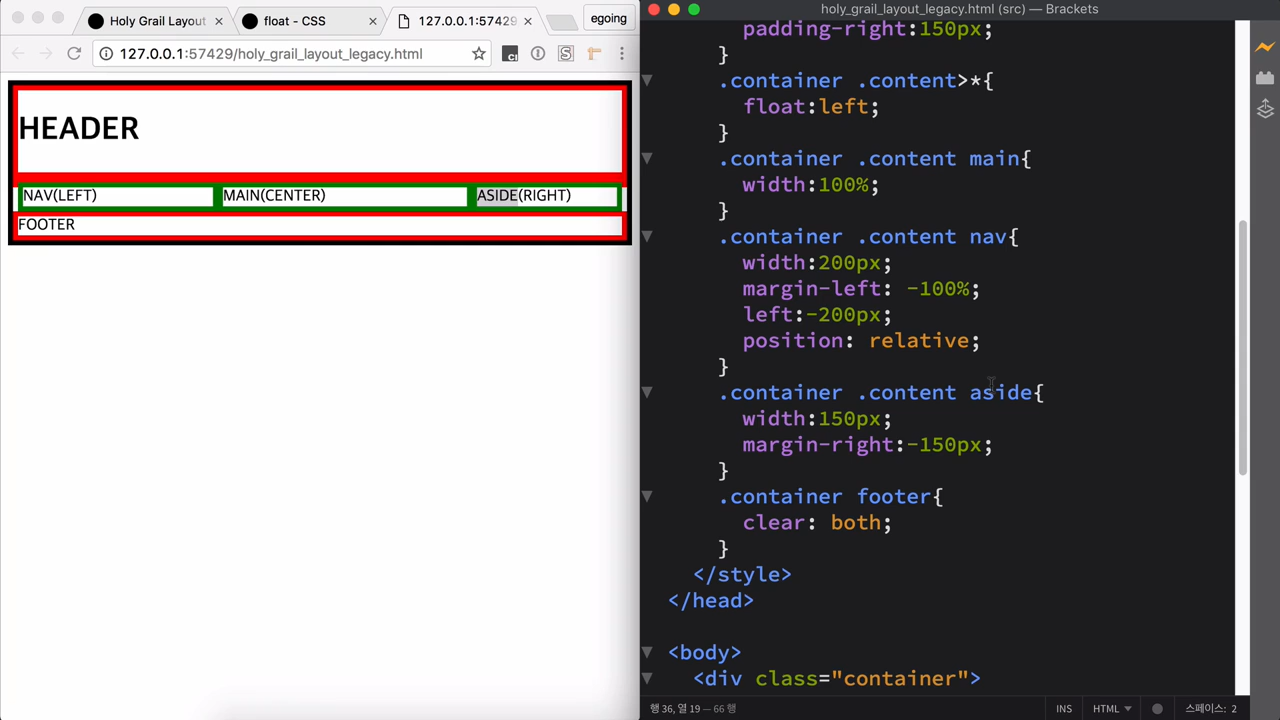 Holy Grail Layout
float - CSS
127.0.0.1:57429
egoing
127.0.0.1:57429/holy_grail_layout_legacy.html
HEADER
NAV(LEFT)
MAIN(CENTER)
ASIDE(RIGHT)
FOOTER
holy_grail_layout_legacy.html (src) — Brackets
padding-right:150px;
}
.container .content>*{
float:left;
}
.container .content main{
width:100%;
}
.container .content nav{
width:200px;
margin-left: -100%;
left:-200px;
position: relative;
}
.container .content aside{
width:150px;
margin-right:-150px;
}
.container footer{
clear: both;
}
</style>
</head>
<body>
<div class="container">
행 36, 열 19 — 66 행
INS
HTML
스페이스: 2